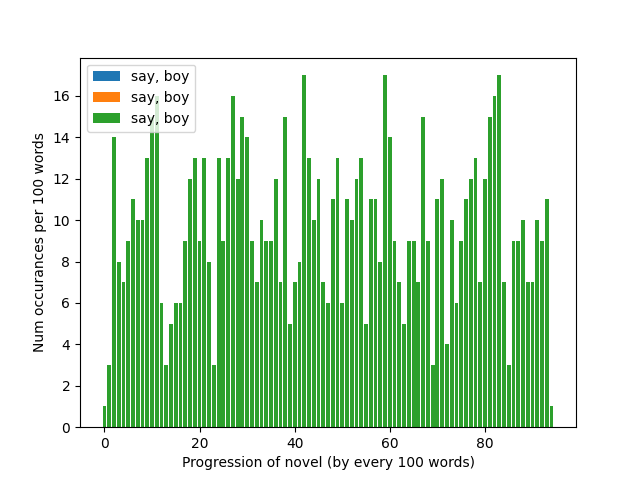 say, boy
say, boy
say, boy
16
14
12
10
8
6
4
2
0
Num occurances per 100 words
0 20 40 60 80
Progression of novel (by every 100 words)